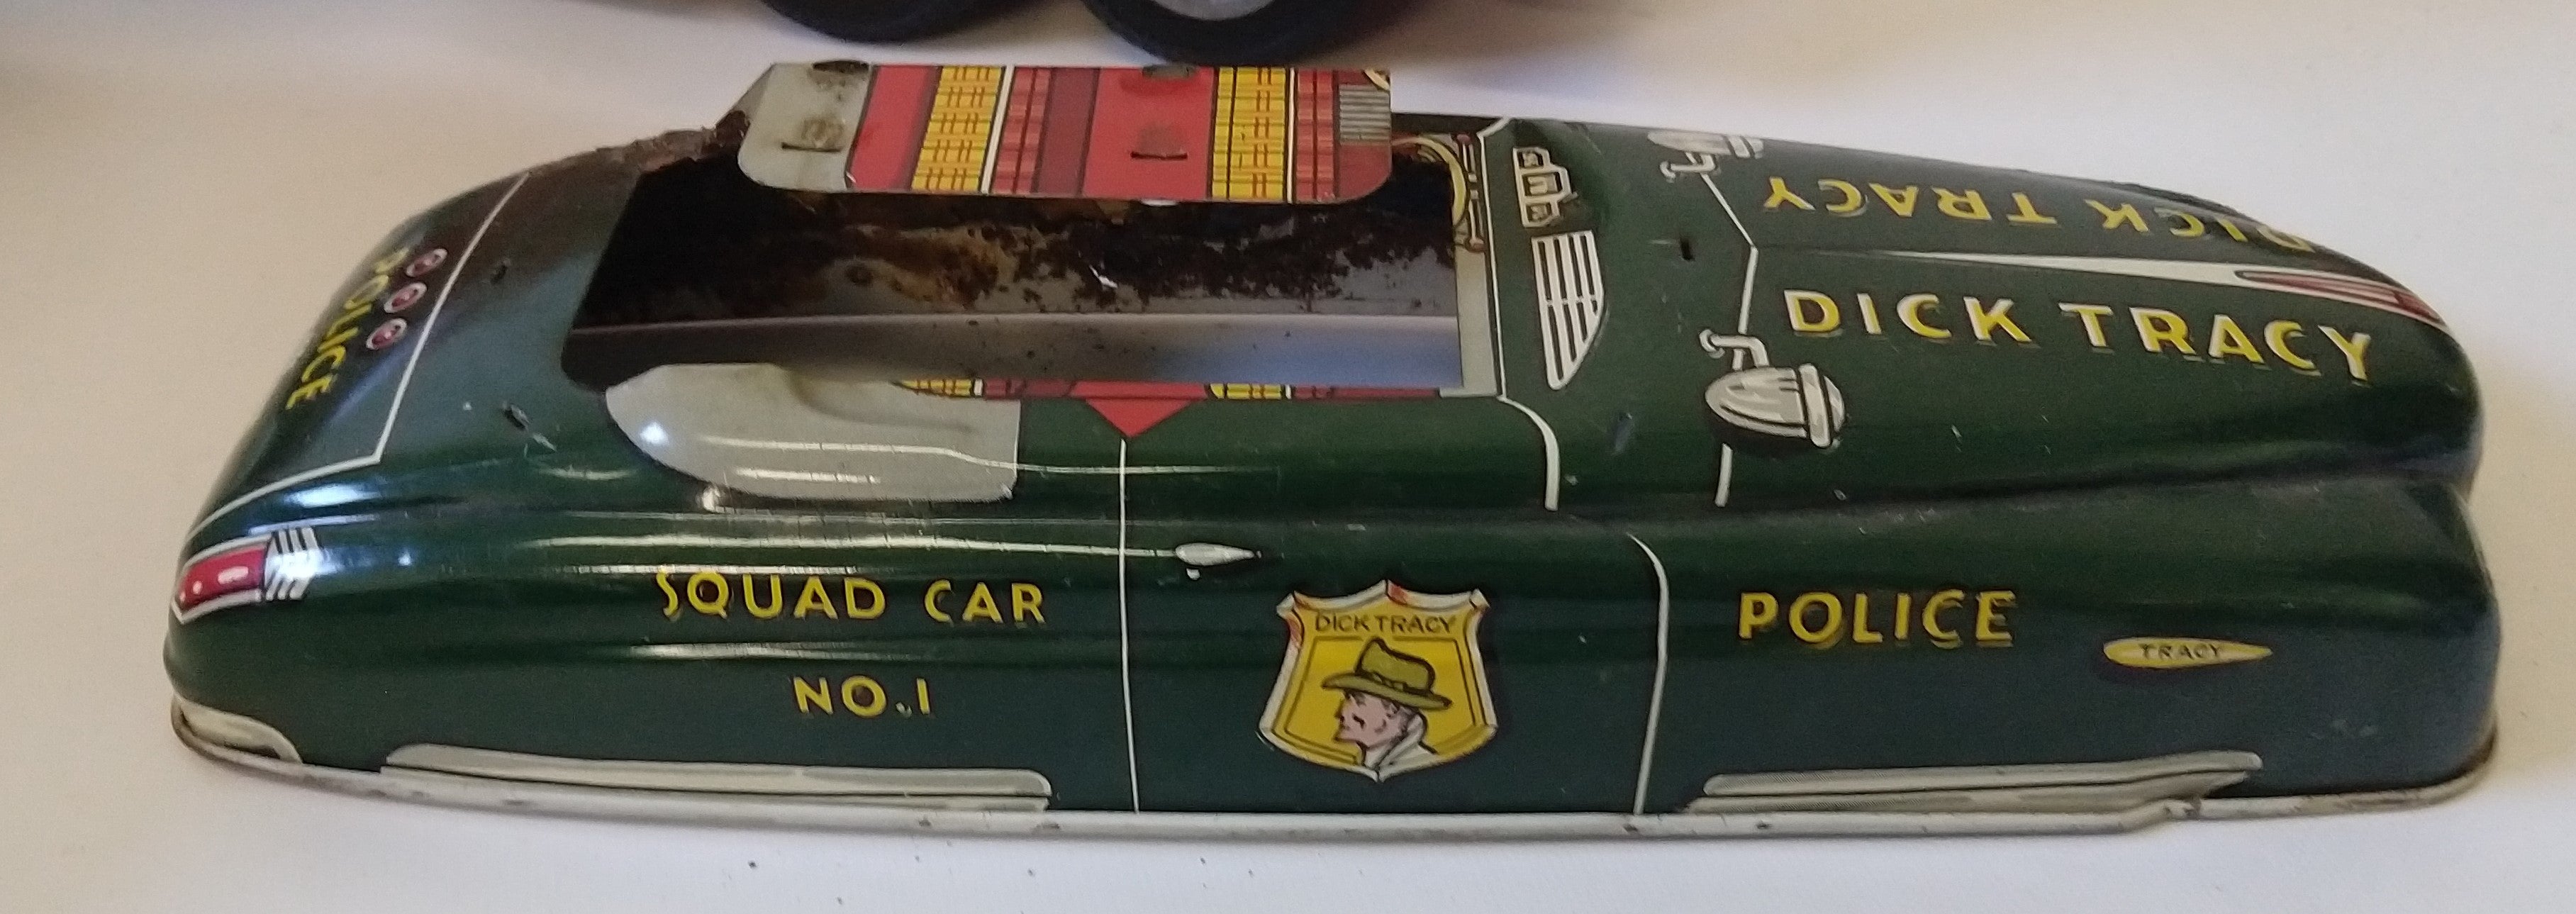 POLICE
DICK TRACY
DICK TRACY
SQUAD CAR
NO.1
DICK TRACY
POLICE
TRACY